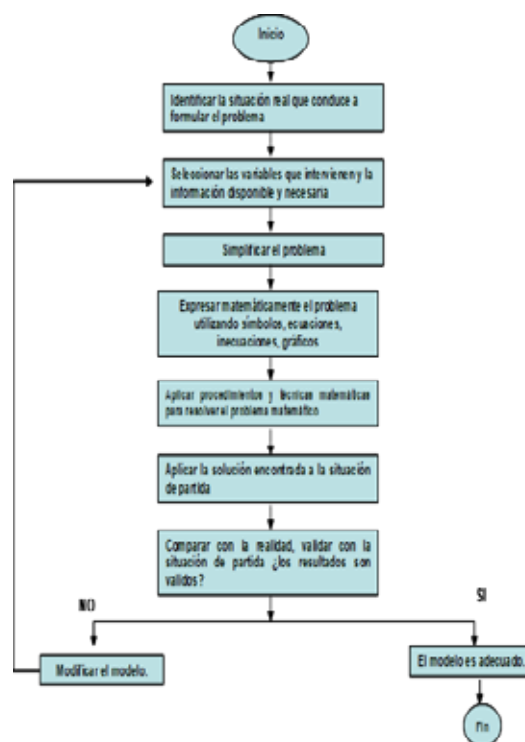 Inicio
Identificar la situación real que conduce a
formular el problema
Seleccionar las variables que intervienen y la
información disponible y necesaria
Simplificar el problema
Expresar matemáticamente el problema
utilizando símbolos, ecuaciones,
inecuaciones, gráficos
Aplicar procedimientos y técnicas matemáticas
para resolver el problema matemático
Aplicar la solución encontrada a la situación
de partida
Comparar con la realidad, validar con la
situación de partida ¿los resultados son
validos?
NO
SI
Modificar el modelo.
El modelo es adecuado.
Fin